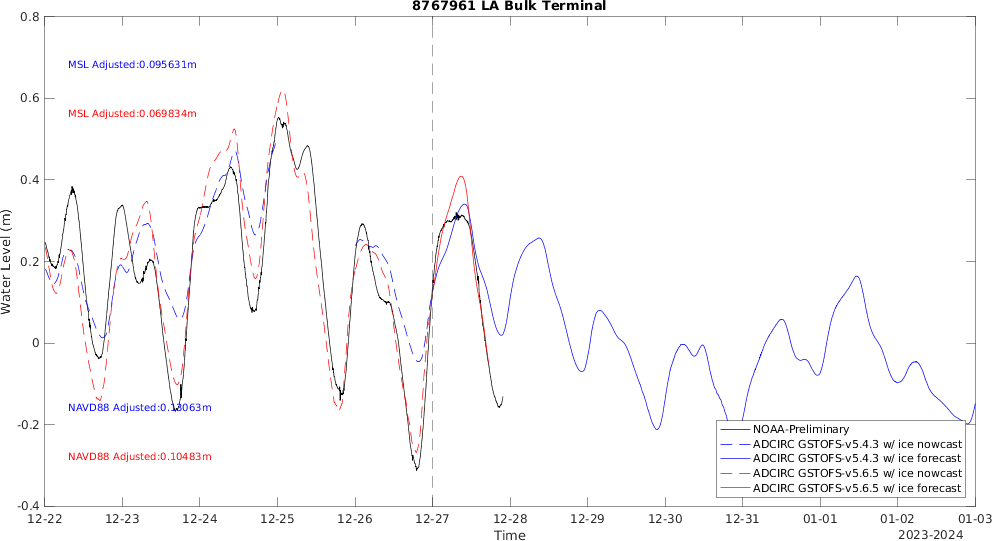 8767961 LA Bulk Terminal
0.8
0.6
0.4
0.2
0
-0.2
-0.4
Water Level (m)
MSL Adjusted:0.095631m
MSL Adjusted:0.069834m
NAVD88 Adjusted:0.13063m
NAVD88 Adjusted:0.10483m
NOAA-Preliminary
ADCIRC GSTOFS-v5.4.3 w/ ice nowcast
ADCIRC GSTOFS-v5.4.3 w/ ice forecast
ADCIRC GSTOFS-v5.6.5 w/ ice nowcast
ADCIRC GSTOFS-v5.6.5 w/ ice forecast
12-22 12-23 12-24 12-25 12-26 12-27 12-28 12-29 12-30 12-31 01-01 01-02 01-03
Time
2023-2024